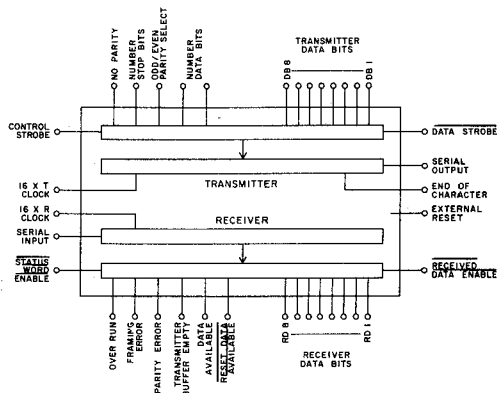 NO PARITY
NUMBER
STOP BITS
ODD/EVEN
PARITY SELECT
NUMBER
DATA BITS
TRANSMITTER
DATA BITS
DB 8
DB 1
CONTROL
STROBE
DATA STROBE
SERIAL
OUTPUT
TRANSMITTER
16 X T
CLOCK
END OF
CHARACTER
16 X R
CLOCK
RECEIVER
EXTERNAL
RESET
SERIAL
INPUT
STATUS
WORD
ENABLE
RECEIVED
DATA ENABLE
OVER RUN
FRAMING
ERROR
PARITY ERROR
TRANSMITTER
BUFFER EMPTY
DATA
AVAILABLE
RESET DATA
AVAILABLE
RD 8
RD 1
RECEIVER
DATA BITS